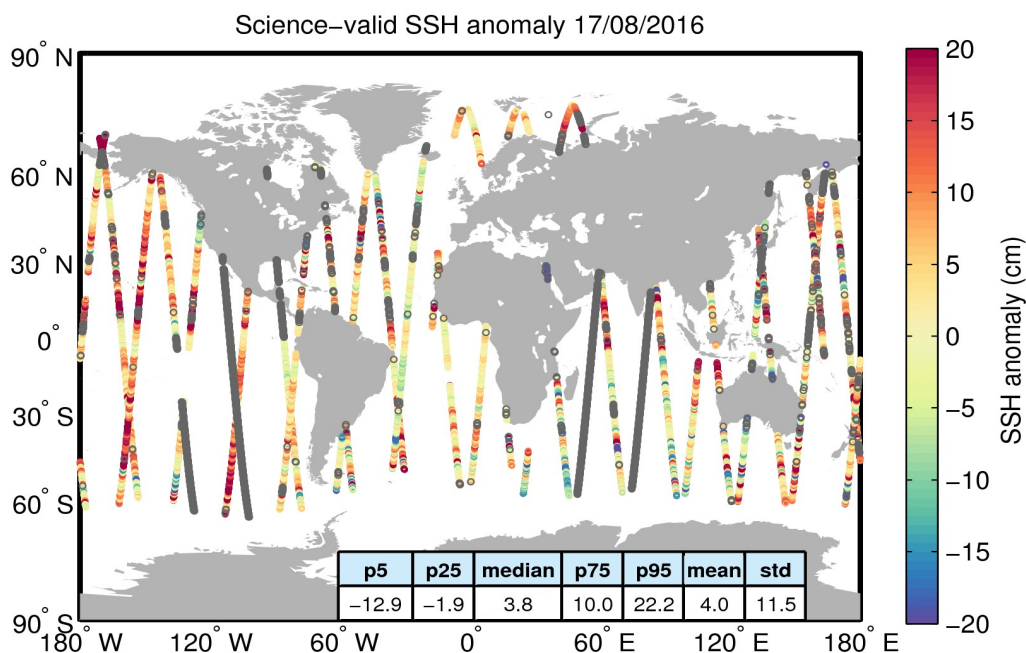 Science−valid SSH anomaly 17/08/2016
90° N
60° N
30° N
0°
30° S
60° S
90° S
180° W
120° W
60° W
0°
60° E
120° E
180° E
p5 p25 median p75 p95 mean std
−12.9 −1.9 3.8 10.0 22.2 4.0 11.5
20
15
10
5
0
−5
−10
−15
−20
SSH anomaly (cm)